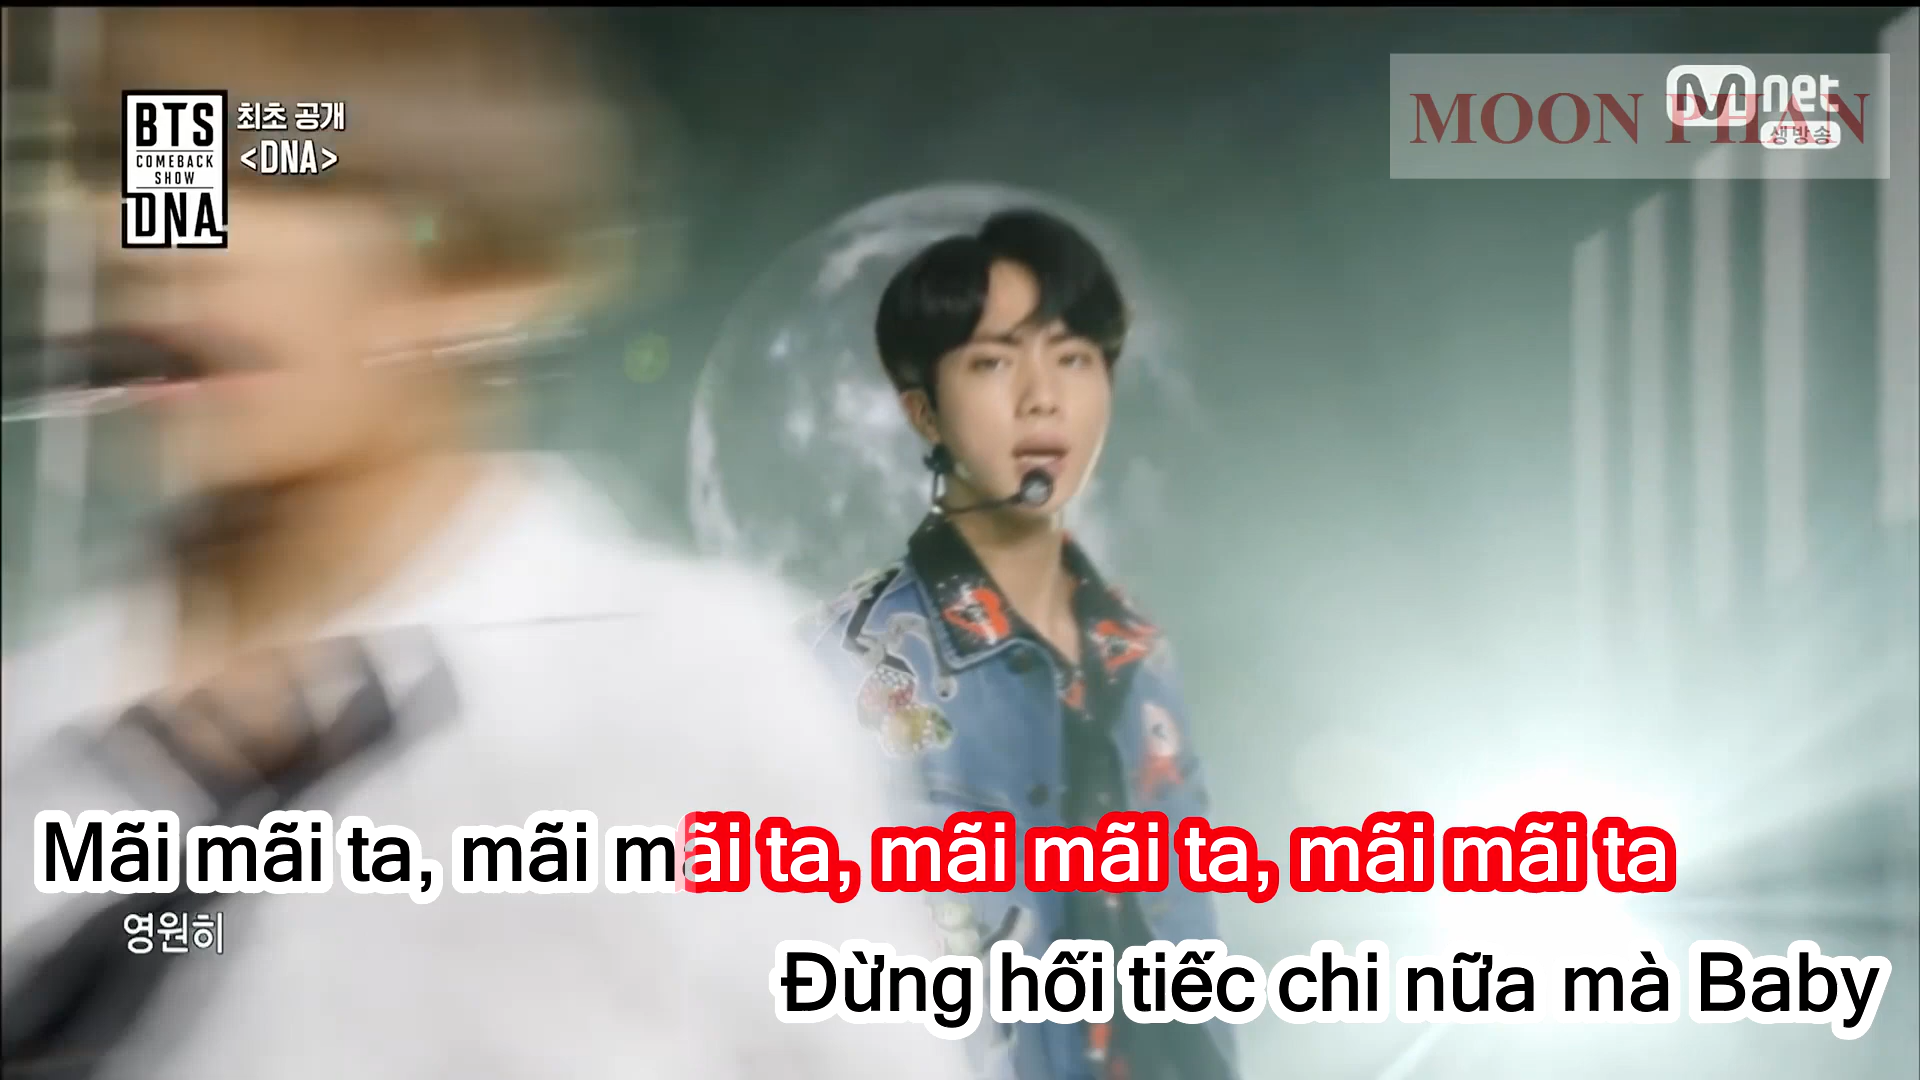 BTS
COMEBACK
SHOW
DNA
최초 공개
<DNA>
MOON PHAN
Mnet
생방송
Mãi mãi ta, mãi mãi ta, mãi mãi ta, mãi mãi ta
영원히
Đừng hối tiếc chi nữa mà Baby